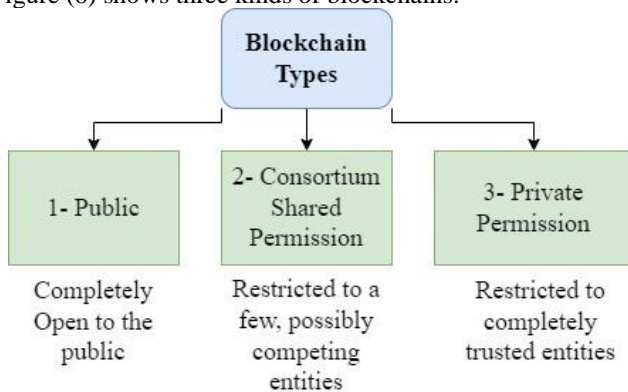 igure (6) shows three kinds of blockchains.
Blockchain
Types
1- Public
2- Consortium
Shared
Permission
3- Private
Permission
Completely
Open to the
public
Restricted to a
few, possibly
competing
entities
Restricted to
completely
trusted entities